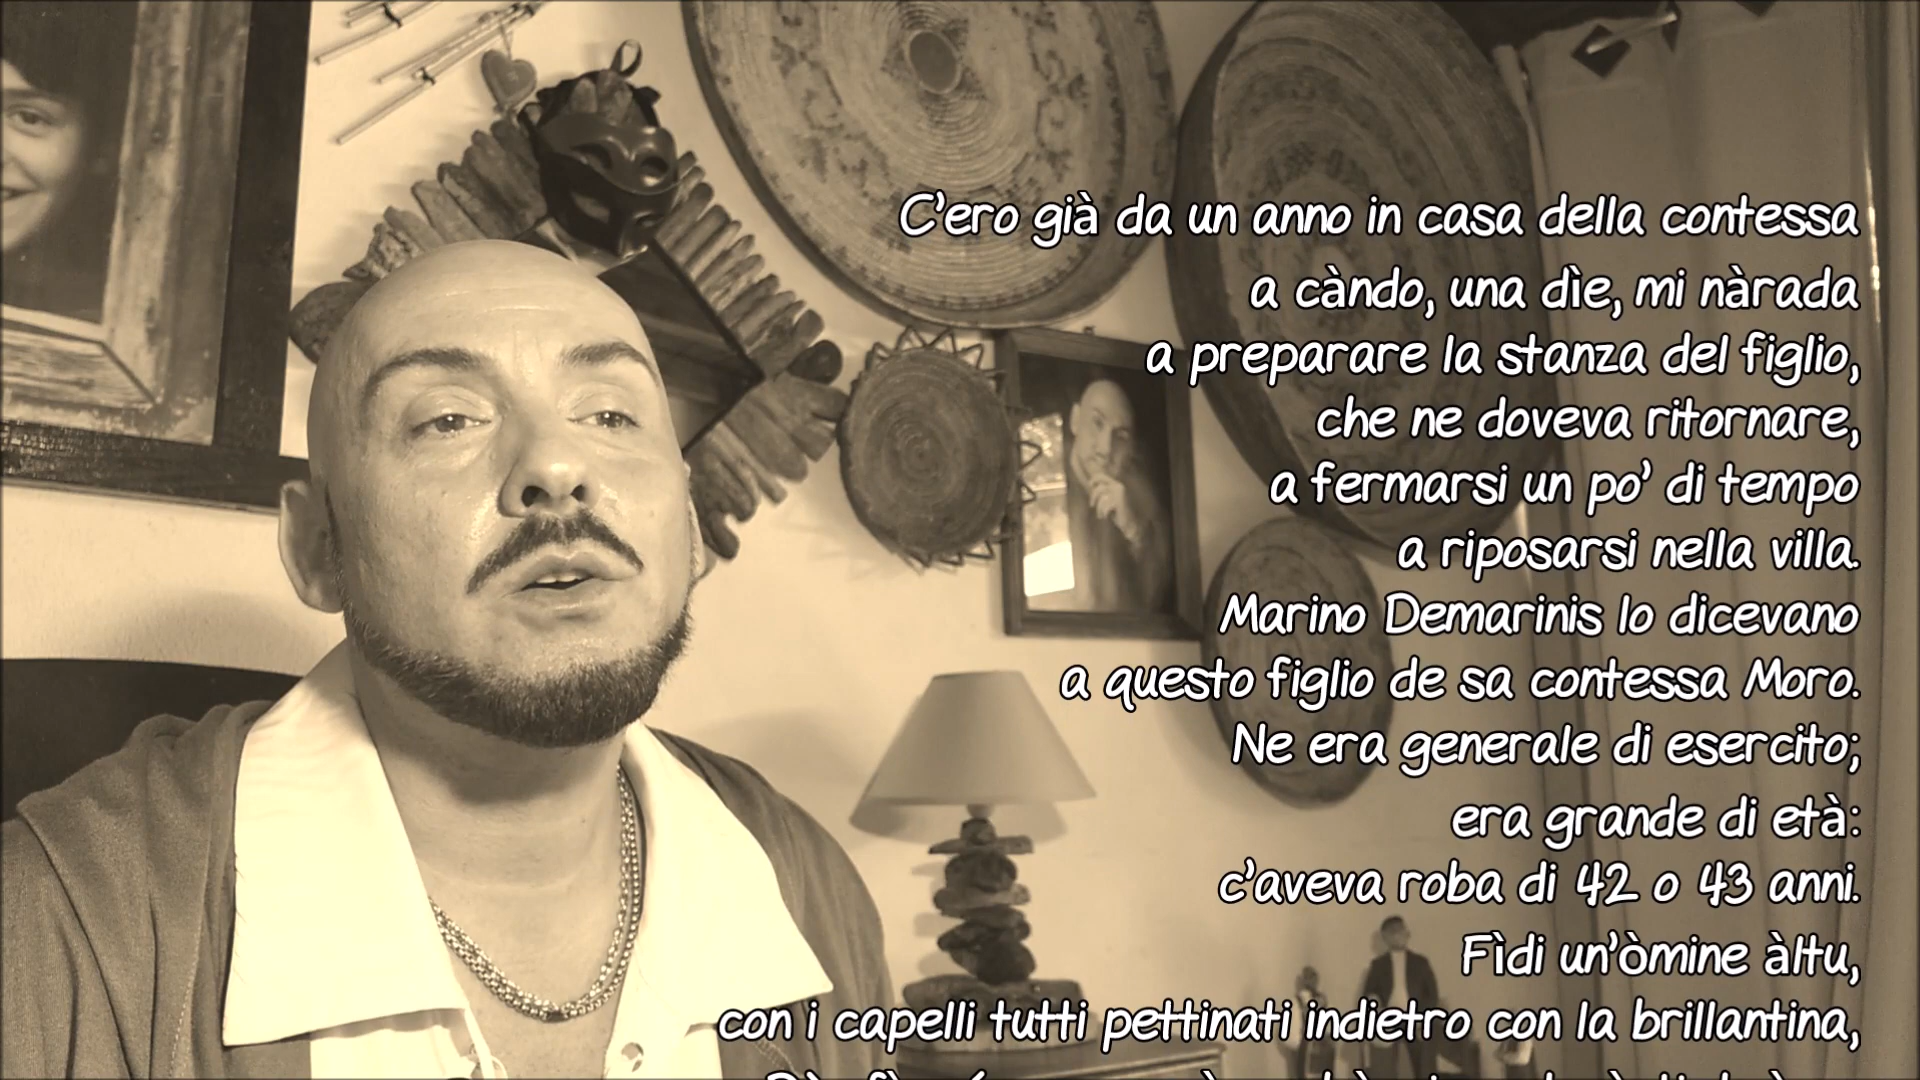 C'ero già da un anno in casa della contessa
a càndo, una dìe, mi nàrada
a preparare la stanza del figlio,
che ne doveva ritornare,
a fermarsi un po' di tempo
a riposarsi nella villa.
Marino Demarinis lo dicevano
a questo figlio de sa contessa Moro.
Ne era generale di esercito;
era grande di età:
c'aveva roba di 42 o 43 anni.
Fìdi un'òmine àltu,
con i capelli tutti pettinati indietro con la brillantina,